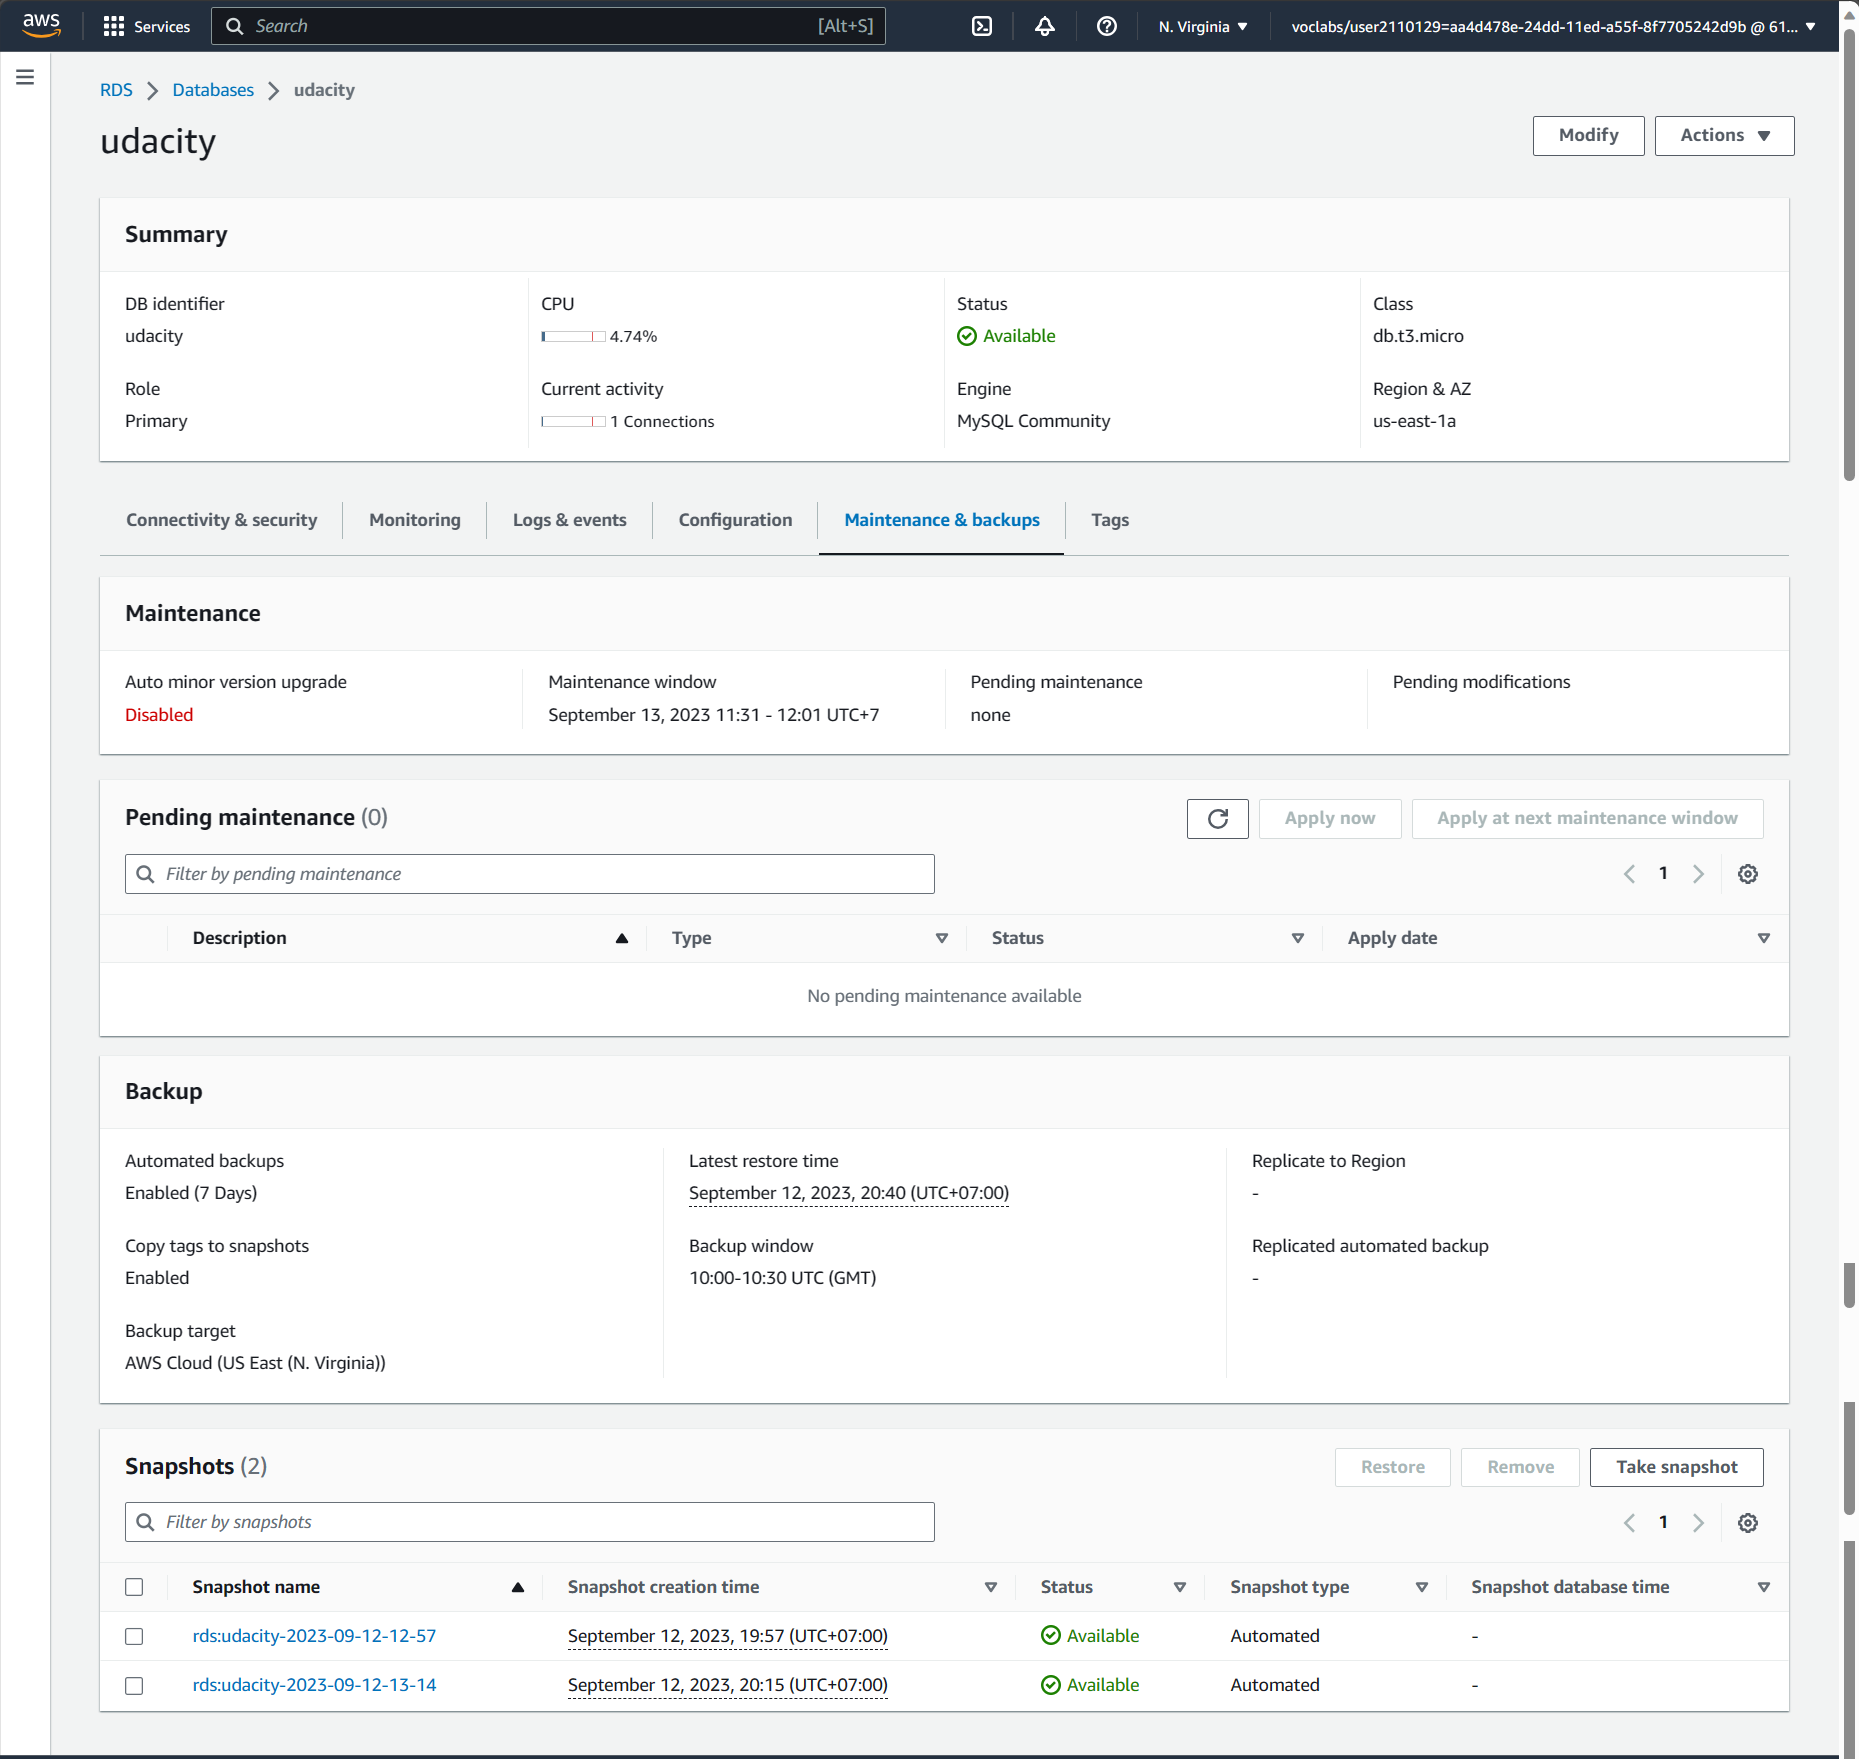 aws Services Search [Alt+S] N. Virginia voclabs/user2110129=aa4d478e-24dd-11ed-a55f-8f7705242d9b @ 61...
RDS Databases udacity
udacity
Modify Actions
Summary
DB identifier CPU Status Class
udacity 4.74% Available db.t3.micro
Role Current activity Engine Region & AZ
Primary 1 Connections MySQL Community us-east-1a
Connectivity & security Monitoring Logs & events Configuration Maintenance & backups Tags
Maintenance
Auto minor version upgrade Maintenance window Pending maintenance Pending modifications
Disabled September 13, 2023 11:31 - 12:01 UTC+7 none
Pending maintenance (0) Apply now Apply at next maintenance window
Filter by pending maintenance 1
Description Type Status Apply date
No pending maintenance available
Backup
Automated backups Latest restore time Replicate to Region
Enabled (7 Days) September 12, 2023, 20:40 (UTC+07:00) -
Copy tags to snapshots Backup window Replicated automated backup
Enabled 10:00-10:30 UTC (GMT) -
Backup target
AWS Cloud (US East (N. Virginia))
Snapshots (2) Restore Remove Take snapshot
Filter by snapshots 1
Snapshot name Snapshot creation time Status Snapshot type Snapshot database time
rds:udacity-2023-09-12-12-57 September 12, 2023, 19:57 (UTC+07:00) Available Automated -
rds:udacity-2023-09-12-13-14 September 12, 2023, 20:15 (UTC+07:00) Available Automated -